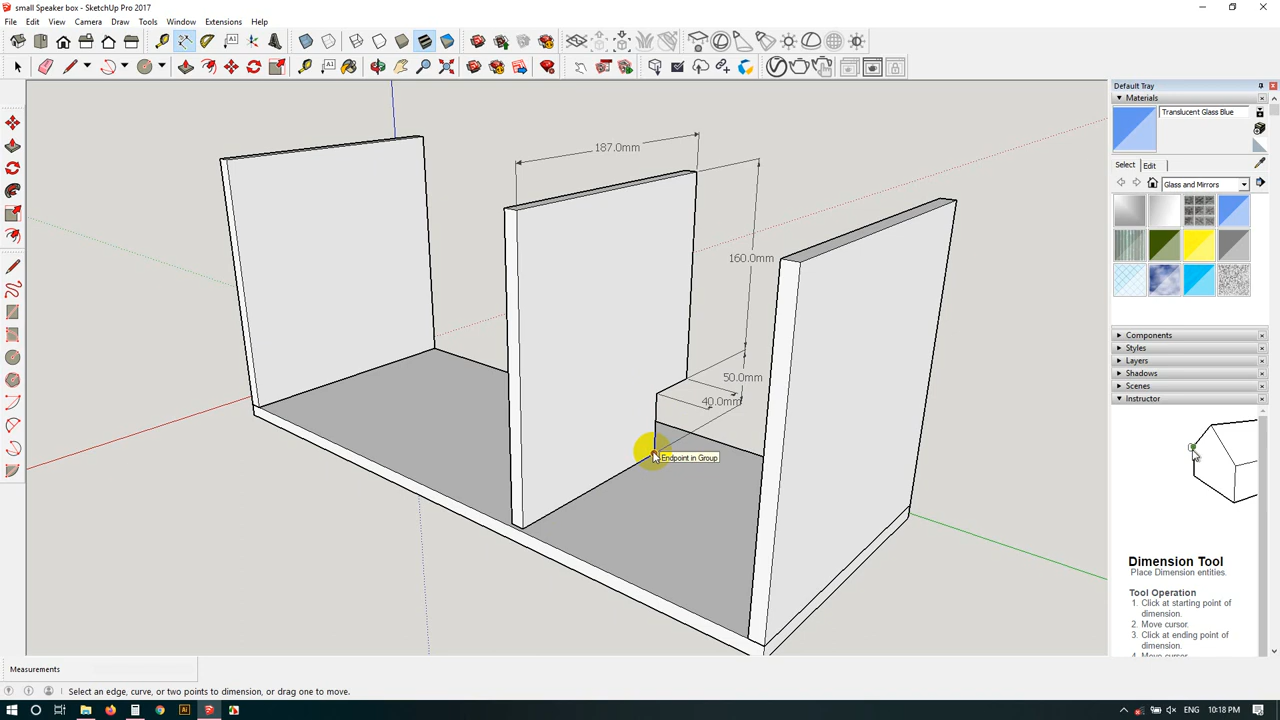 small Speaker box - SketchUp Pro 2017
File Edit View Camera Draw Tools Window Extensions Help
Default Tray
Materials
Translucent Glass Blue
Select Edit
Glass and Mirrors
187.0mm
160.0mm
50.0mm
40.0mm
Endpoint in Group
Components
Styles
Layers
Shadows
Scenes
Instructor
Dimension Tool
Place Dimension entities.
Tool Operation
1. Click at starting point of
dimension.
2. Move cursor.
3. Click at ending point of
dimension.
4. Move cursor.
Measurements
Select an edge, curve, or two points to dimension, or drag one to move.
10:18 PM